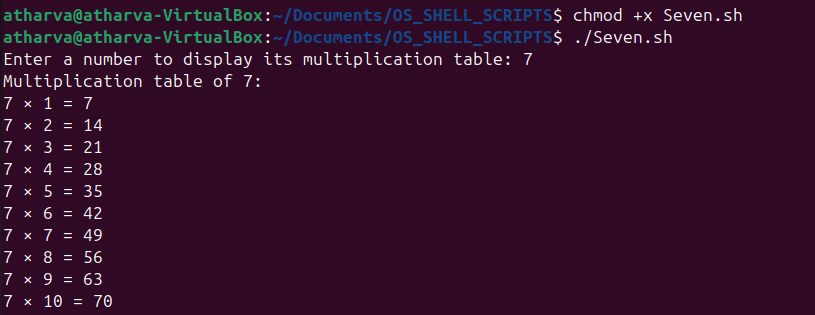 atharva@atharva-VirtualBox:~/Documents/OS_SHELL_SCRIPTS$ chmod +x Seven.sh
atharva@atharva-VirtualBox:~/Documents/OS_SHELL_SCRIPTS$ ./Seven.sh
Enter a number to display its multiplication table: 7
Multiplication table of 7:
7 × 1 = 7
7 × 2 = 14
7 × 3 = 21
7 × 4 = 28
7 × 5 = 35
7 × 6 = 42
7 × 7 = 49
7 × 8 = 56
7 × 9 = 63
7 × 10 = 70